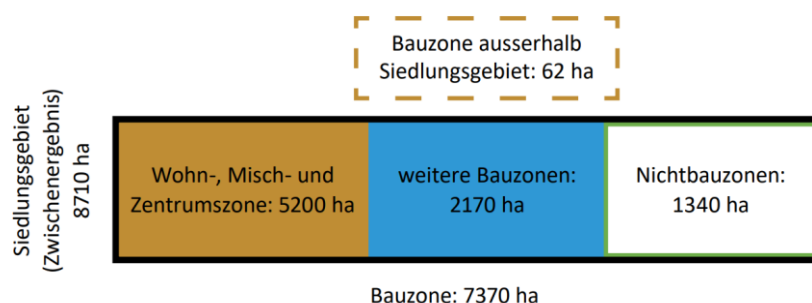 Bauzone ausserhalb
Siedlungsgebiet: 62 ha
Siedlungsgebiet
(Zwischenergebnis)
8710 ha
Wohn-, Misch- und
Zentrumszone: 5200 ha
weitere Bauzonen:
2170 ha
Nichtbauzonen:
1340 ha
Bauzone: 7370 ha